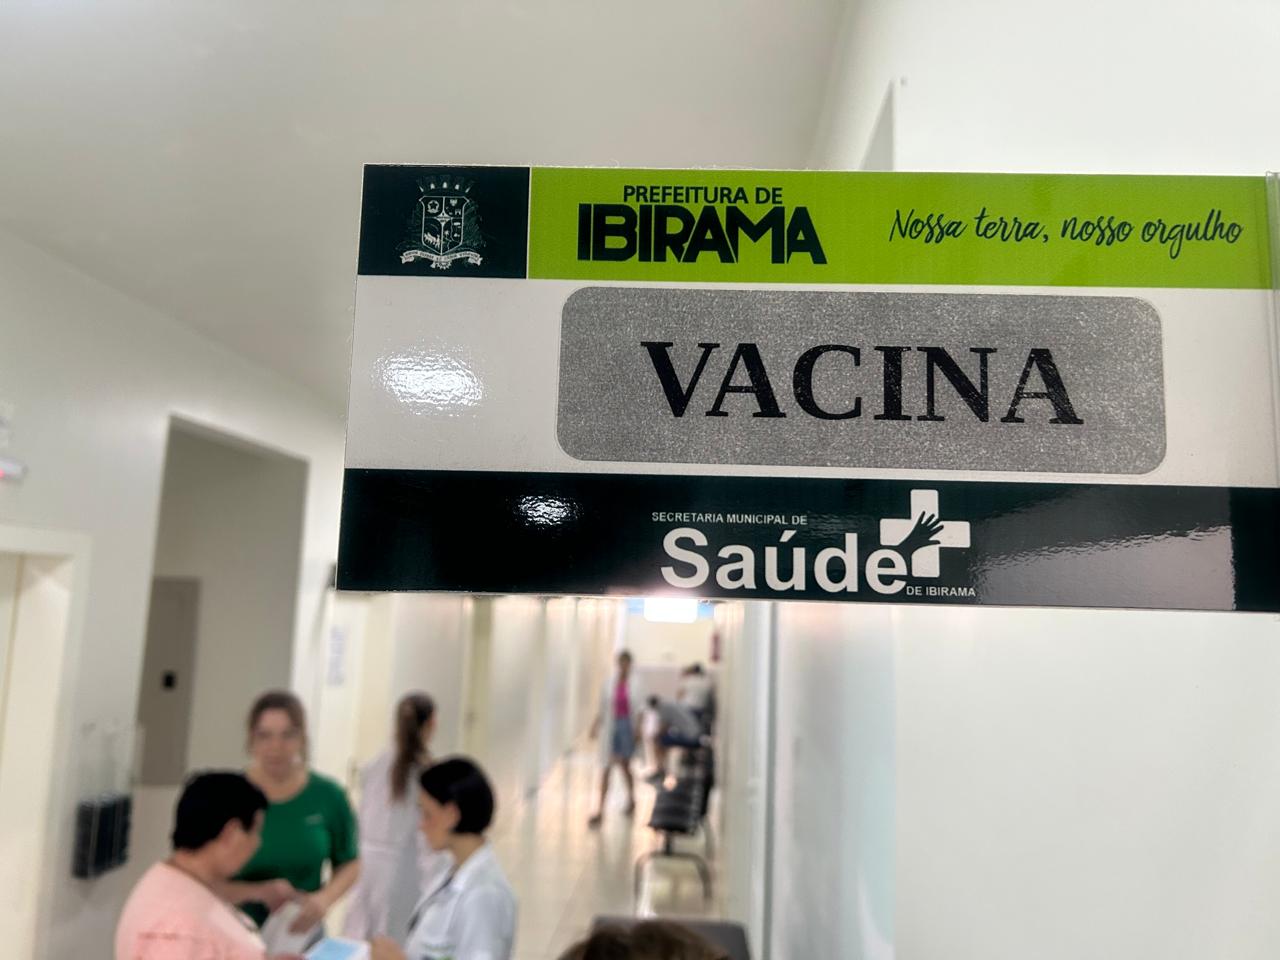 PREFEITURA DE
IBIRAMA
Nossa terra, nosso orgulho
VACINA
SECRETARIA MUNICIPAL DE
Saúde
DE IBIRAMA